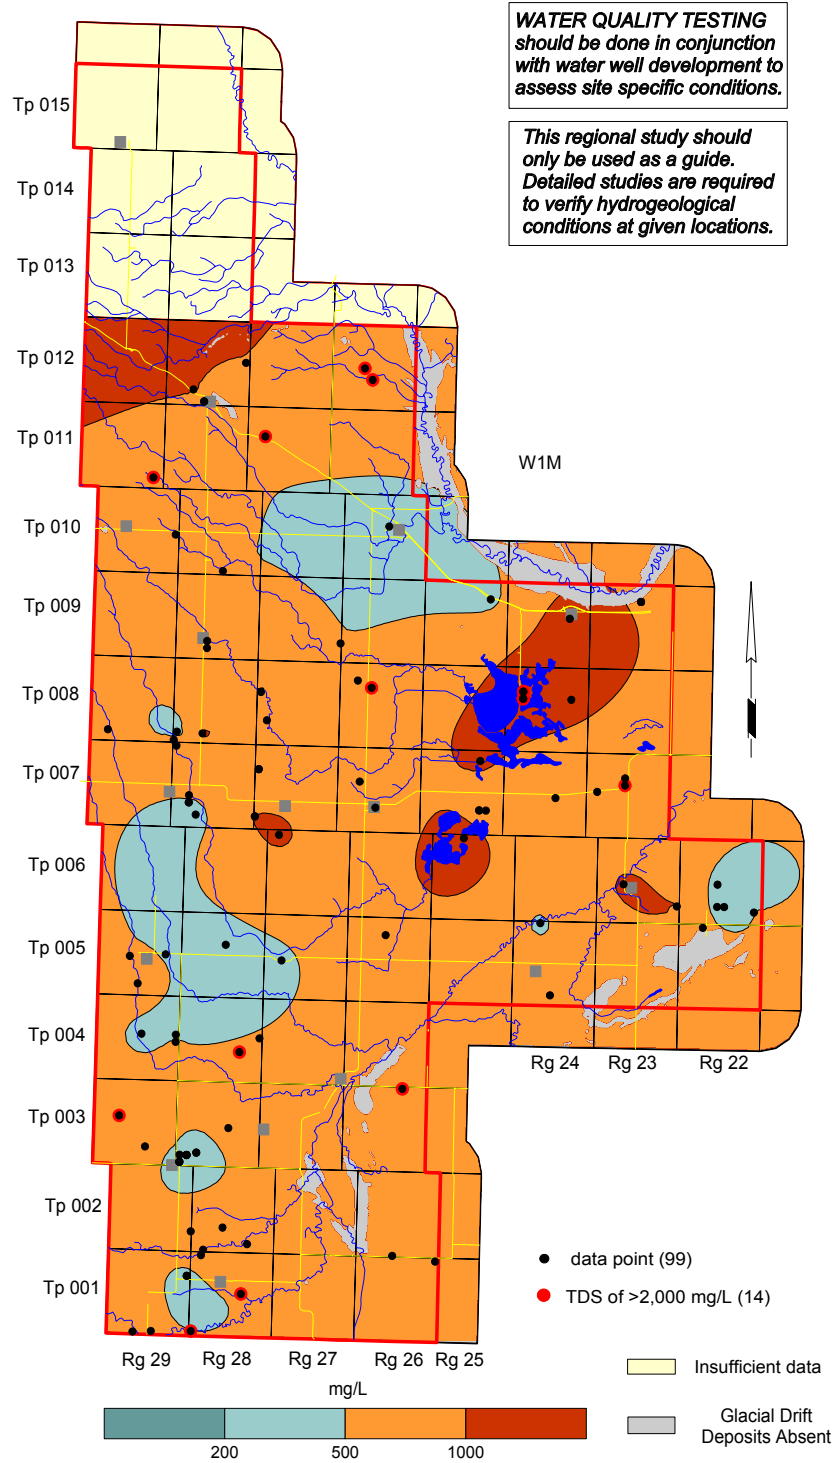 WATER QUALITY TESTING
should be done in conjunction
with water well development to
assess site specific conditions.
This regional study should
only be used as a guide.
Detailed studies are required
to verify hydrogeological
conditions at given locations.
Tp 015
Tp 014
Tp 013
Tp 012
Tp 011
W1M
Tp 010
Tp 009
Tp 008
Tp 007
Tp 006
Tp 005
Tp 004
Rg 24
Rg 23
Rg 22
Tp 003
Tp 002
Tp 001
data point (99)
TDS of >2,000 mg/L (14)
Rg 29
Rg 28
Rg 27
Rg 26
Rg 25
Insufficient data
mg/L
Glacial Drift
Deposits Absent
200
500
1000